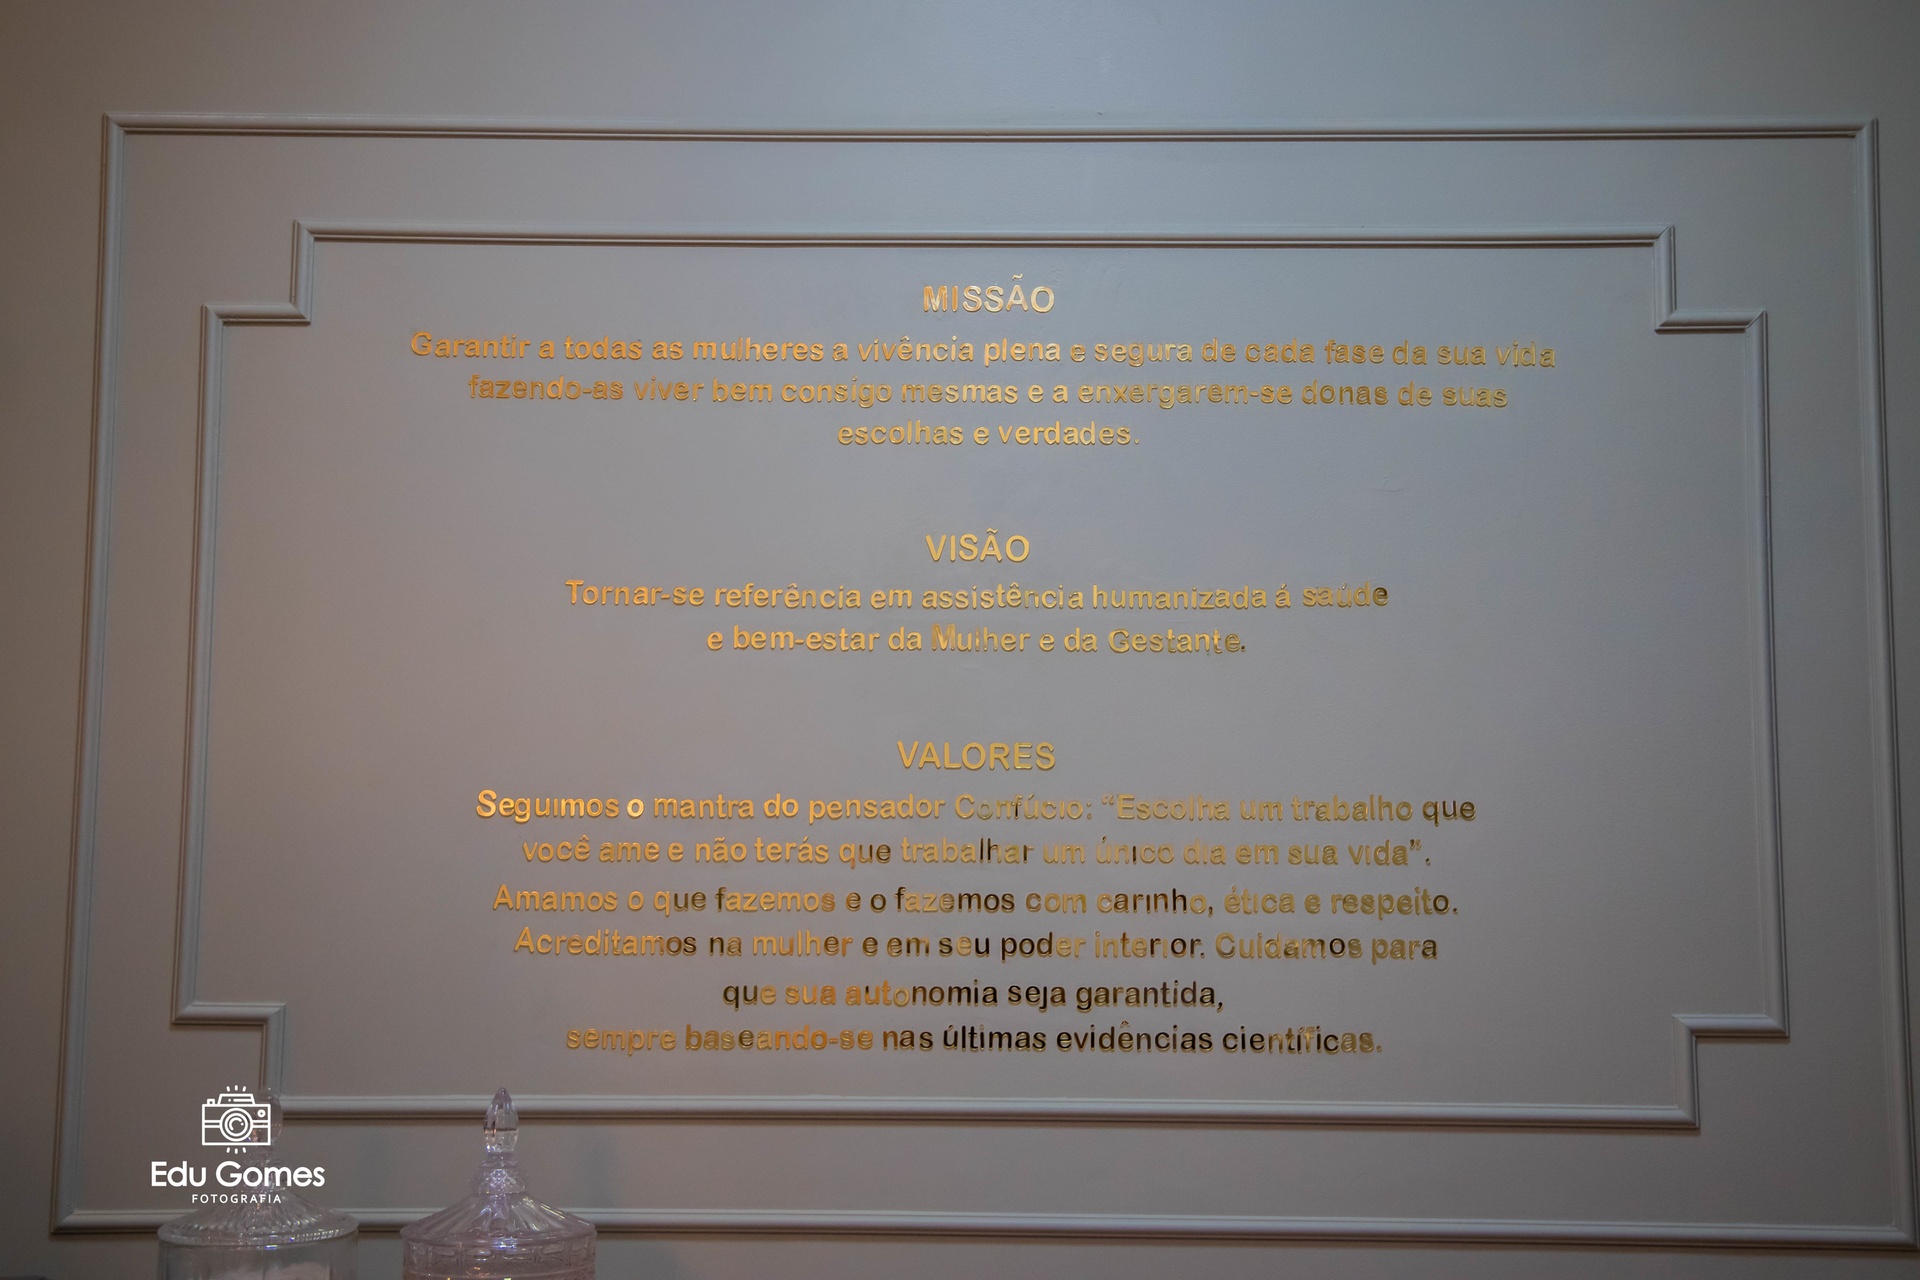 MISSÃO
Garantir a todas as mulheres a vivência plena e segura de cada fase da sua vida
fazendo-as viver bem consigo mesmas e a enxergarem-se donas de suas
escolhas e verdades.
VISÃO
Tornar-se referência em assistência humanizada á saúde
e bem-estar da Mulher e da Gestante.
VALORES
Seguimos o mantra do pensador Confúcio: “Escolha um trabalho que
você ame e não terás que trabalhar um único dia em sua vida”.
Amamos o que fazemos e o fazemos com carinho, ética e respeito.
Acreditamos na mulher e em seu poder interior. Cuidamos para
que sua autonomia seja garantida,
sempre baseando-se nas últimas evidências científicas.
Edu Gomes
FOTOGRAFIA